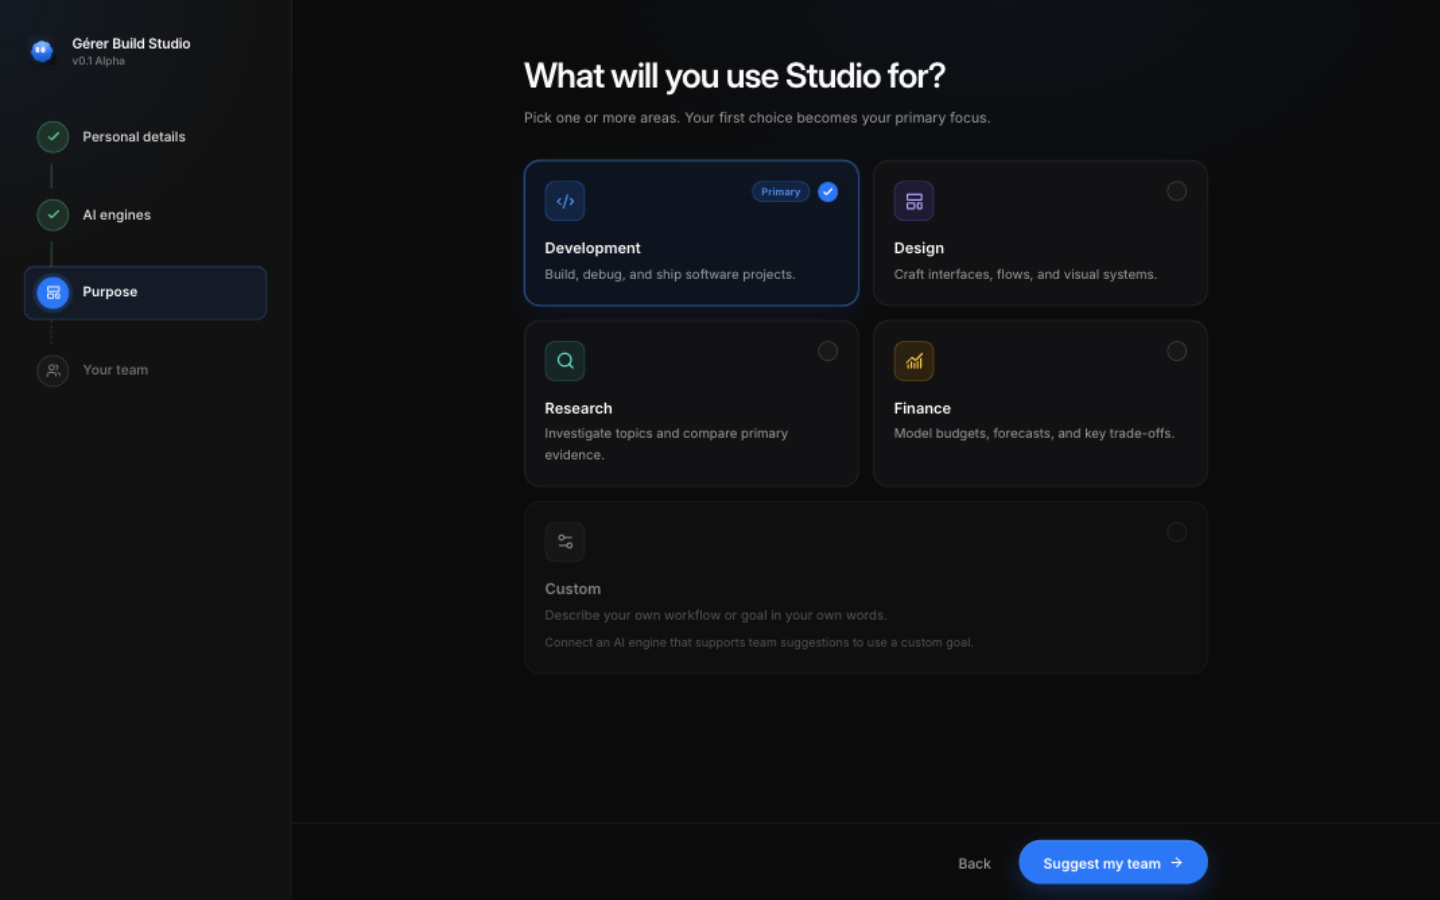 Gérer Build Studio
v0.1 Alpha
Personal details
AI engines
Purpose
Your team
What will you use Studio for?
Pick one or more areas. Your first choice becomes your primary focus.
Primary
Development
Build, debug, and ship software projects.
Design
Craft interfaces, flows, and visual systems.
Research
Investigate topics and compare primary
evidence.
Finance
Model budgets, forecasts, and key trade-offs.
Custom
Describe your own workflow or goal in your own words.
Connect an AI engine that supports team suggestions to use a custom goal.
Back
Suggest my team